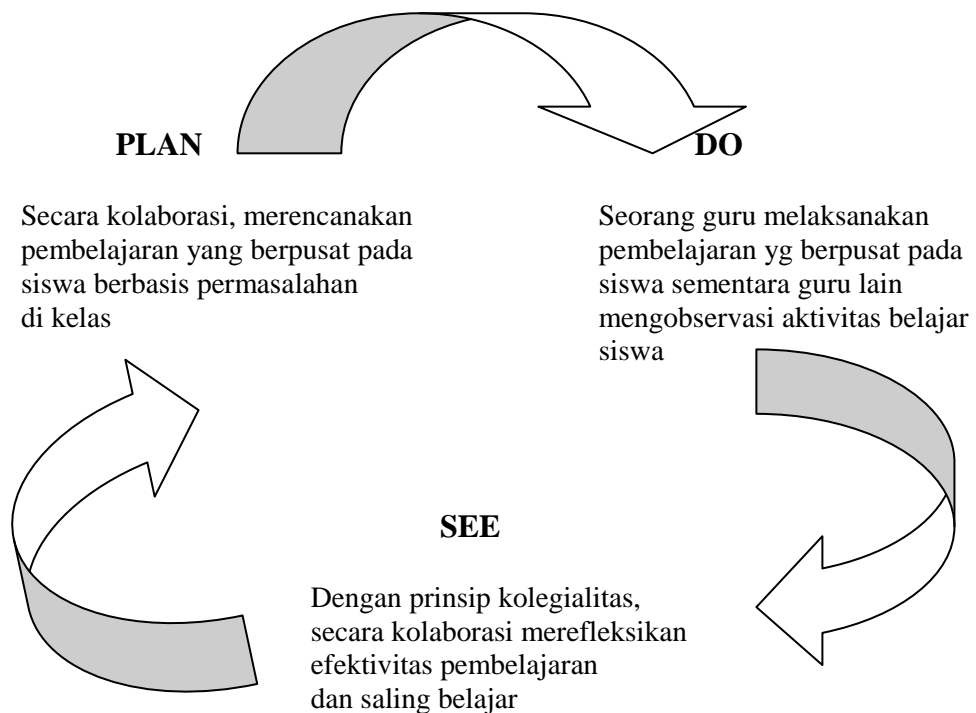 PLAN
Secara kolaborasi, merencanakan
pembelajaran yang berpusat pada
siswa berbasis permasalahan
di kelas
DO
Seorang guru melaksanakan
pembelajaran yg berpusat pada
siswa sementara guru lain
mengobservasi aktivitas belajar
siswa
SEE
Dengan prinsip kolegialitas,
secara kolaborasi merefleksikan
efektivitas pembelajaran
dan saling belajar